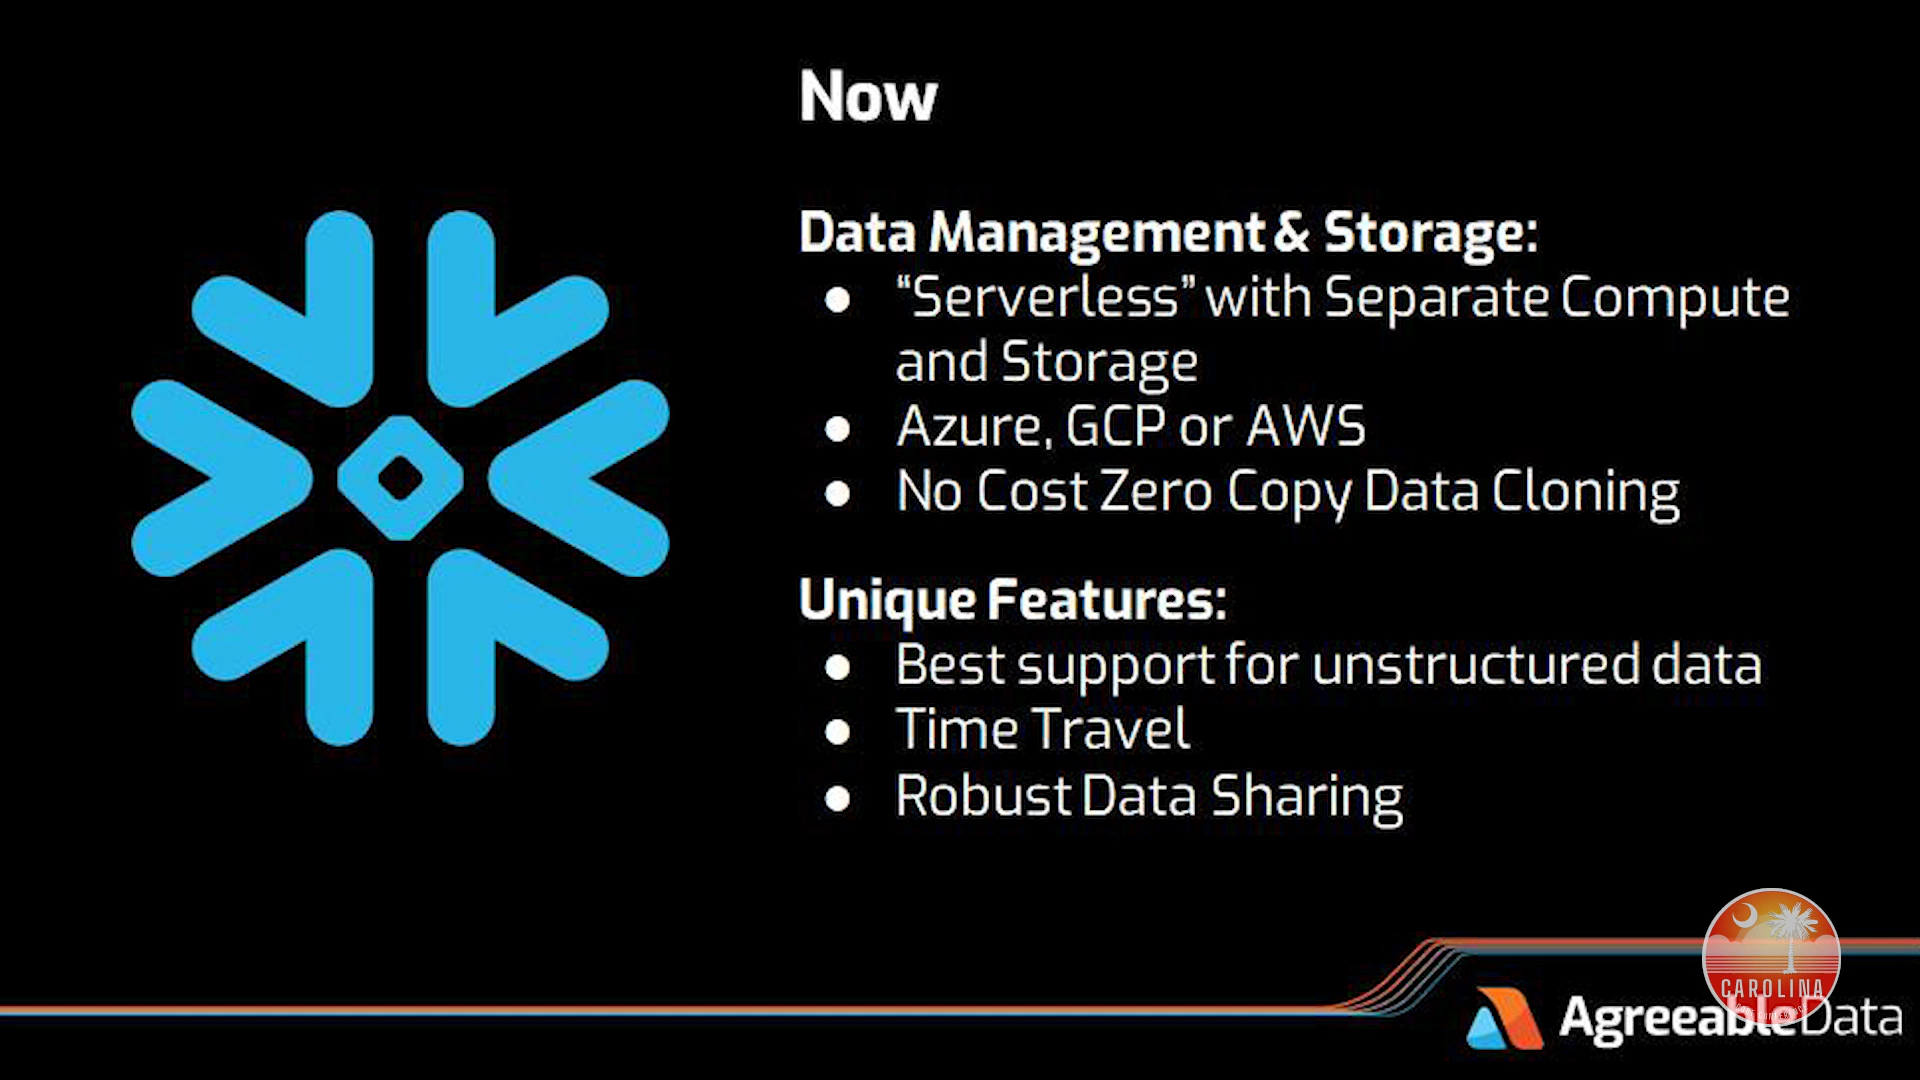 Now
Data Management & Storage:
● “Serverless” with Separate Compute
and Storage
● Azure, GCP or AWS
● No Cost Zero Copy Data Cloning
Unique Features:
● Best support for unstructured data
● Time Travel
● Robust Data Sharing
CAROLINA
AgreeableData